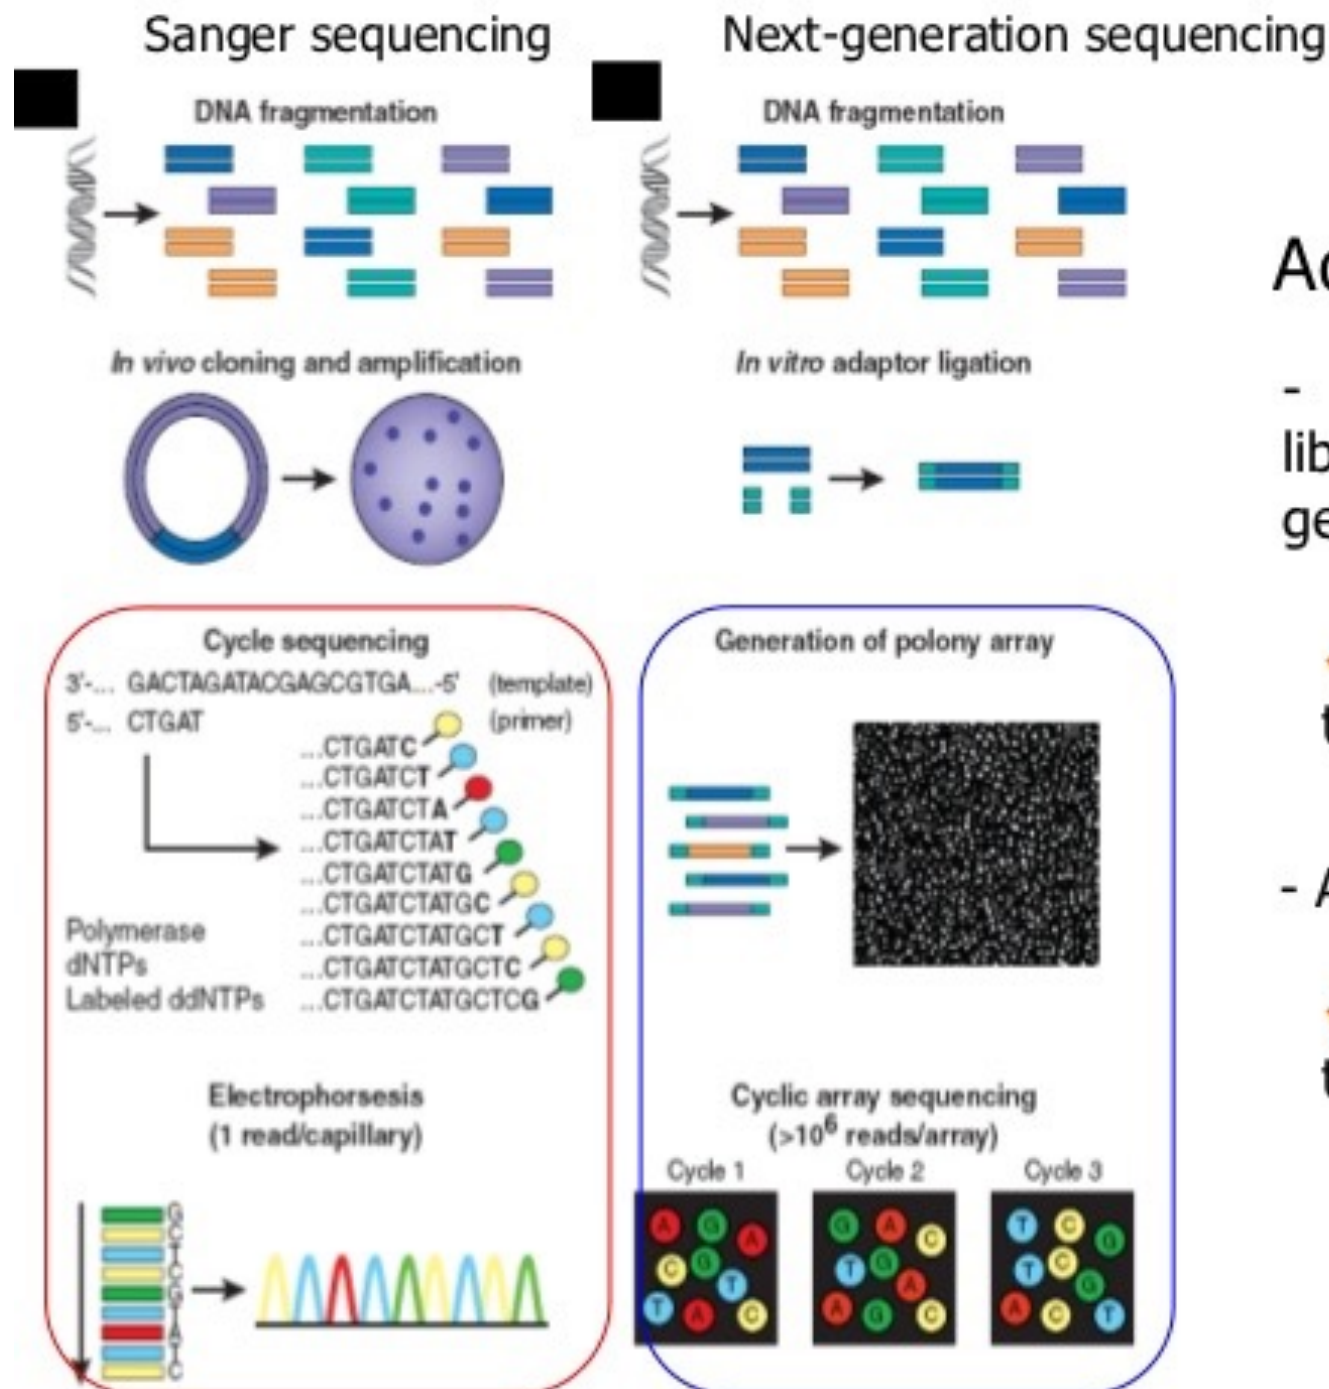 Sanger sequencing
DNA fragmentation
In vivo cloning and amplification
Cycle sequencing
3'-... GACTAGATACGAGCGTGA...-5' (template)
5'-... CTGAT (primer)
...CTGATC
...CTGATCT
...CTGATCTA
...CTGATCTAT
...CTGATCTATG
...CTGATCTATGC
...CTGATCTATGCT
...CTGATCTATGCTC
...CTGATCTATGCTCG
Polymerase
dNTPs
Labeled ddNTPs
Electrophorsesis
(1 read/capillary)
G
C
T
C
G
T
A
T
C
Next-generation sequencing
DNA fragmentation
In vitro adaptor ligation
Generation of polony array
Cyclic array sequencing
(>10⁶ reads/array)
Cycle 1
A G A
C G T
T A C
Cycle 2
G A C
T G A
A G C
Cycle 3
T C G
T C G
A C T
-
lib
ge
t
- A
t